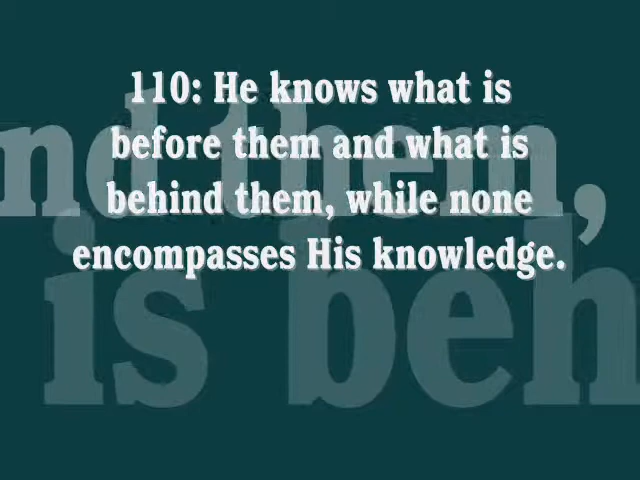 110: He knows what is
before them and what is
behind them, while none
encompasses His knowledge.
nd them,
is beh